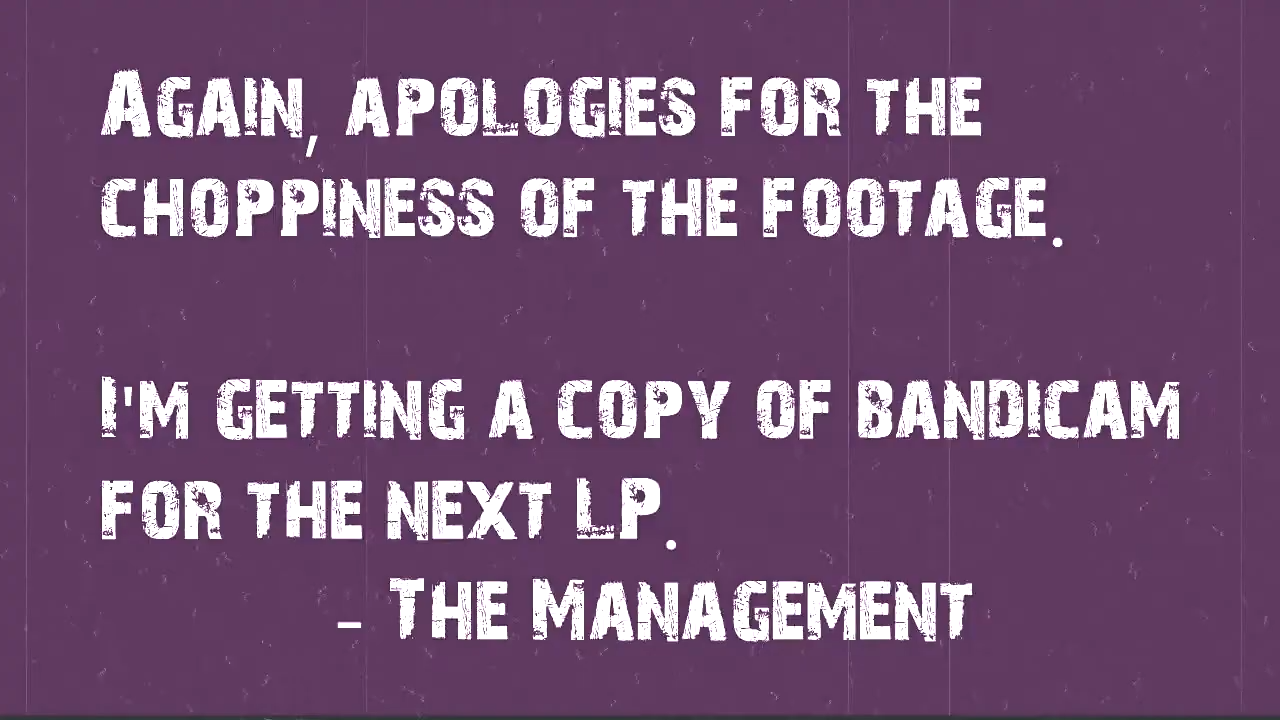 Again, apologies for the
choppiness of the footage.
I'm getting a copy of Bandicam
for the next LP.
- The Management